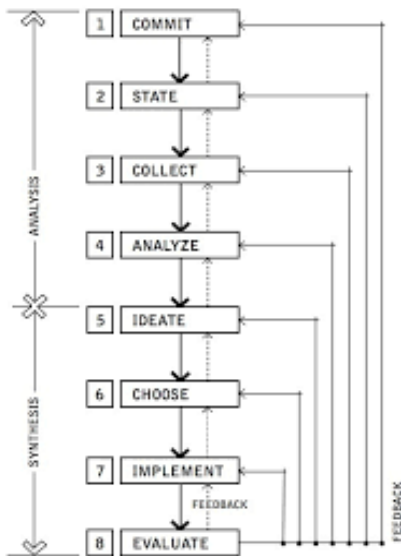 1 COMMIT
2 STATE
3 COLLECT
ANALYSIS
4 ANALYZE
5 IDEATE
6 CHOOSE
SYNTHESIS
7 IMPLEMENT
FEEDBACK
8 EVALUATE
FEEDBACK